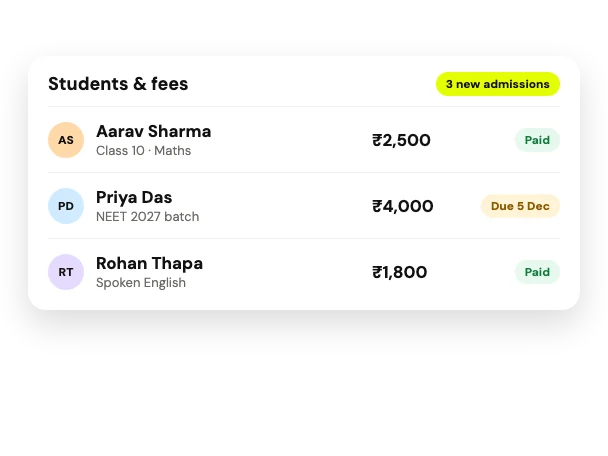 Students & fees
3 new admissions
AS
Aarav Sharma
Class 10 · Maths
₹2,500
Paid
PD
Priya Das
NEET 2027 batch
₹4,000
Due 5 Dec
RT
Rohan Thapa
Spoken English
₹1,800
Paid